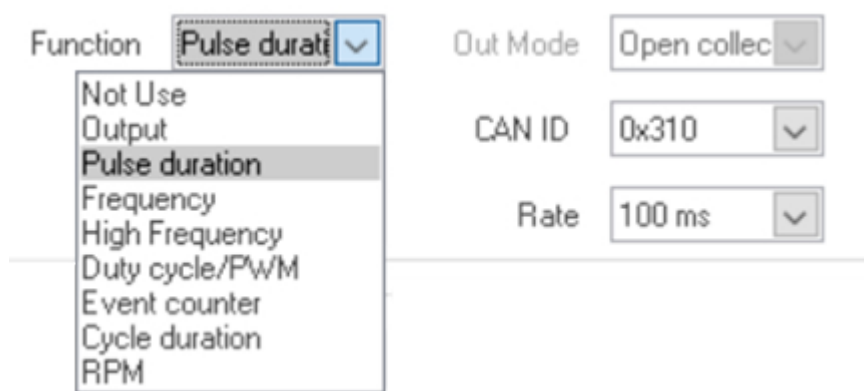 Function Pulse durati Out Mode Open collec
Not Use
Output CAN ID 0x310
Pulse duration
Frequency Rate 100 ms
High Frequency
Duty cycle/PWM
Event counter
Cycle duration
RPM